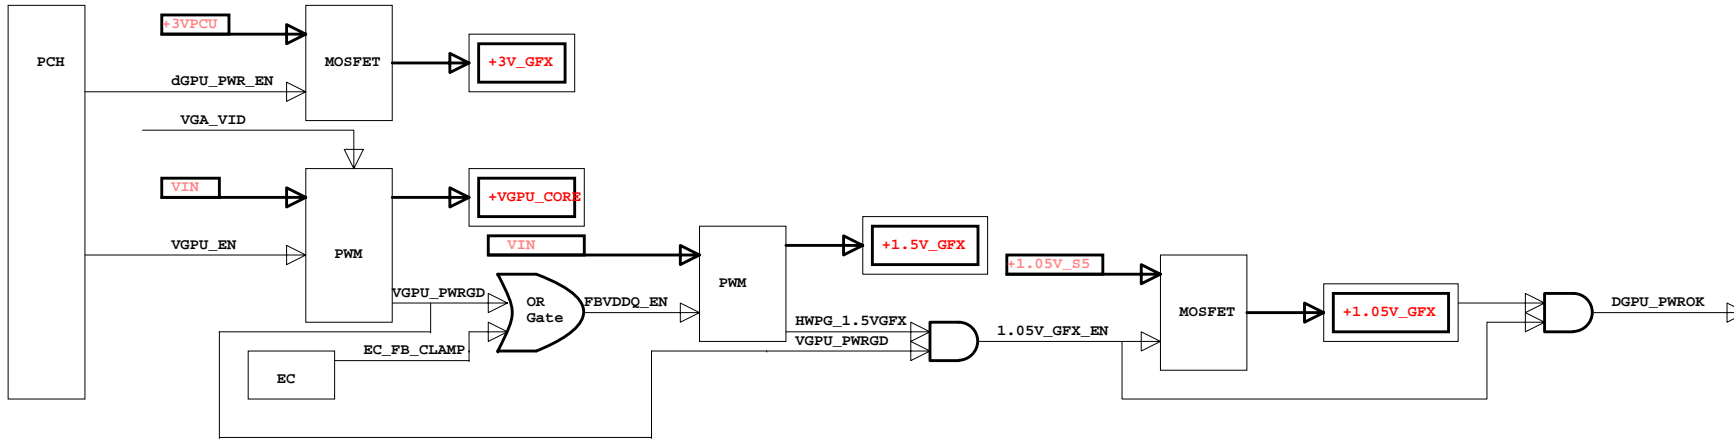 +3VPCU
PCH
MOSFET
+3V_GFX
dGPU_PWR_EN
VGA_VID
VIN
+VGPU_CORE
VGPU_EN
PWM
VIN
+1.5V_GFX
+1.05V_S5
PWM
VGPU_PWRGD
OR
Gate
FBVDDQ_EN
MOSFET
+1.05V_GFX
DGPU_PWROK
HWPG_1.5VGFX
1.05V_GFX_EN
VGPU_PWRGD
EC_FB_CLAMP
EC